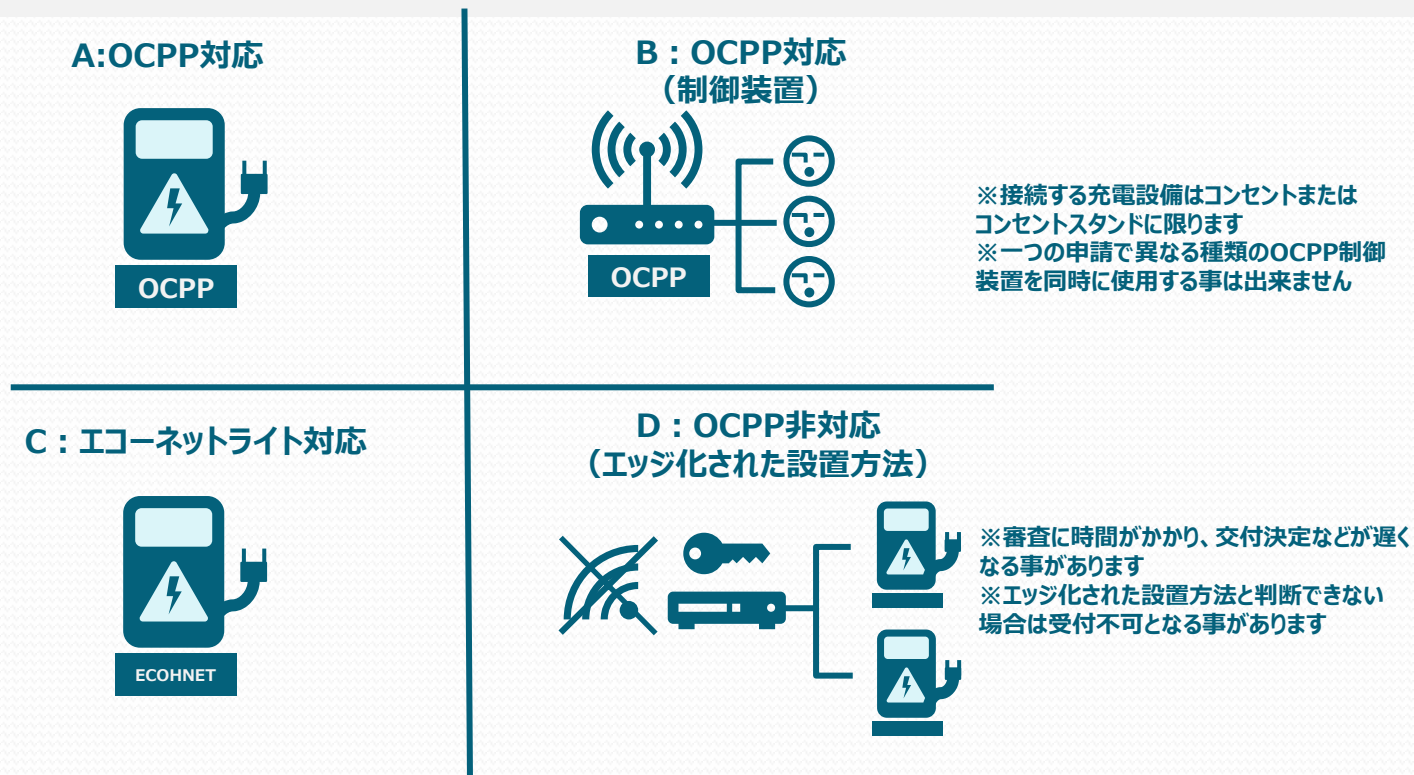 A:OCPP対応
OCPP
B：OCPP対応
（制御装置）
OCPP
※接続する充電設備はコンセントまたは
コンセントスタンドに限ります
※一つの申請で異なる種類のOCPP制御
装置を同時に使用する事は出来ません
C：エコーネットライト対応
ECOHNET
D：OCPP非対応
（エッジ化された設置方法）
※審査に時間がかかり、交付決定などが遅く
なる事があります
※エッジ化された設置方法と判断できない
場合は受付不可となる事があります